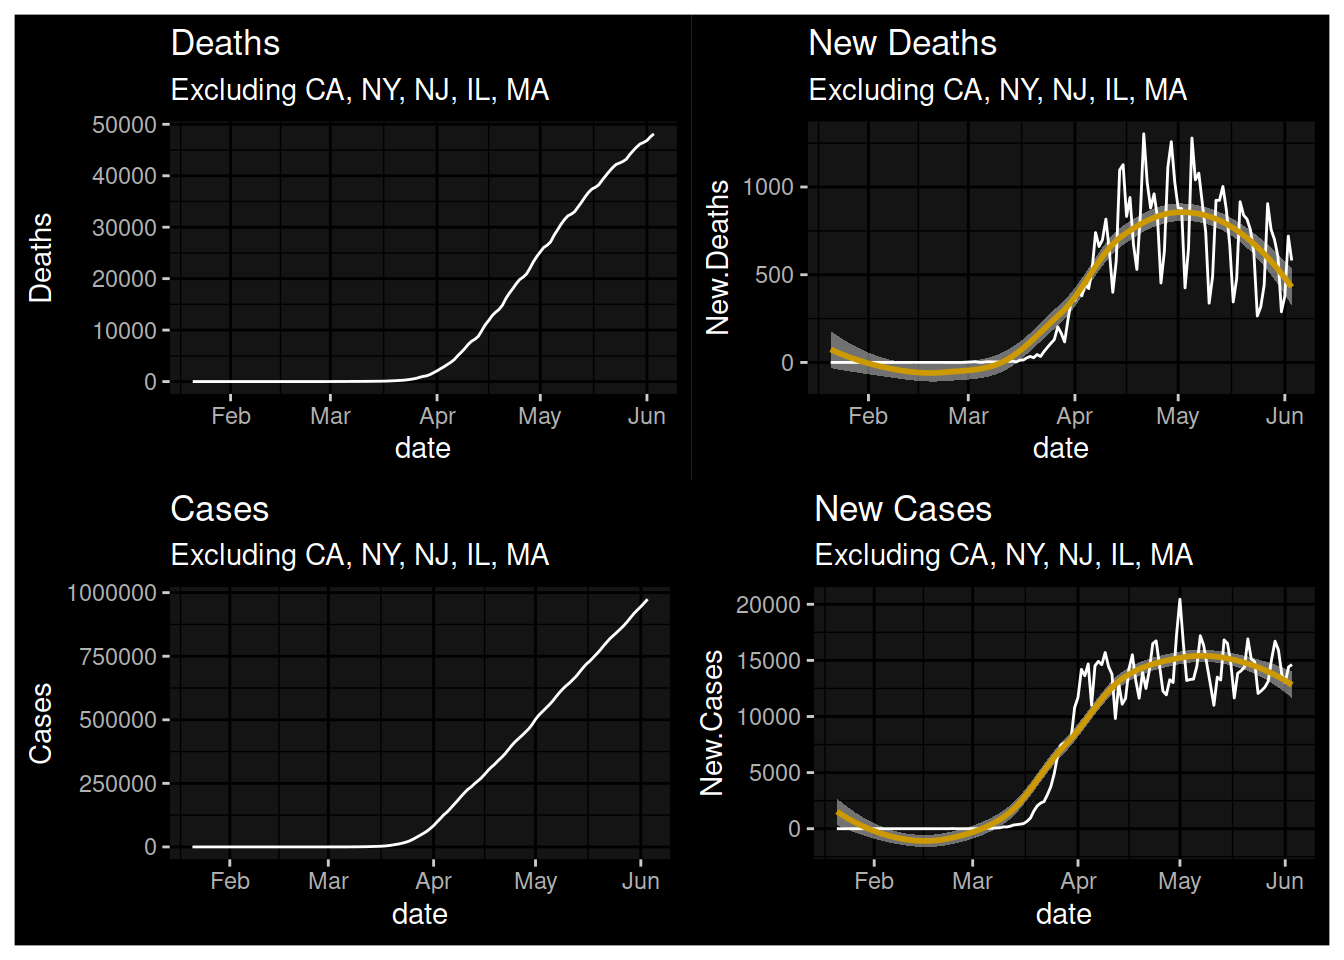 Deaths
Excluding CA, NY, NJ, IL, MA
50000
40000
30000
20000
10000
0
Deaths
Feb Mar Apr May Jun
date
New Deaths
Excluding CA, NY, NJ, IL, MA
1000
500
0
New.Deaths
Feb Mar Apr May Jun
date
Cases
Excluding CA, NY, NJ, IL, MA
1000000
750000
500000
250000
0
Cases
Feb Mar Apr May Jun
date
New Cases
Excluding CA, NY, NJ, IL, MA
20000
15000
10000
5000
0
New.Cases
Feb Mar Apr May Jun
date